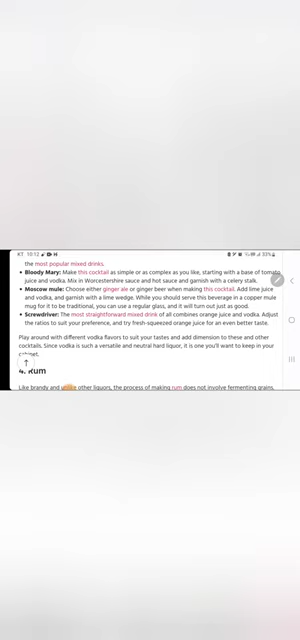 KT 10:12 33%
the most popular mixed drinks.
• Bloody Mary: Make this cocktail as simple or as complex as you like, starting with a base of tomato
juice and vodka. Mix in Worcestershire sauce and hot sauce and garnish with a celery stalk.
• Moscow mule: Choose either ginger ale or ginger beer when making this cocktail. Add lime juice
and vodka, and garnish with a lime wedge. While you should serve this beverage in a copper mule
mug for it to be traditional, you can use a regular glass, and it will turn out just as good.
• Screwdriver: The most straightforward mixed drink of all combines orange juice and vodka. Adjust
the ratios to suit your preference, and try fresh-squeezed orange juice for an even better taste.
Play around with different vodka flavors to suit your tastes and add dimension to these and other
cocktails. Since vodka is such a versatile and neutral hard liquor, it is one you'll want to keep in your
cabinet.
4. Rum
Like brandy and unlike other liquors, the process of making rum does not involve fermenting grains.